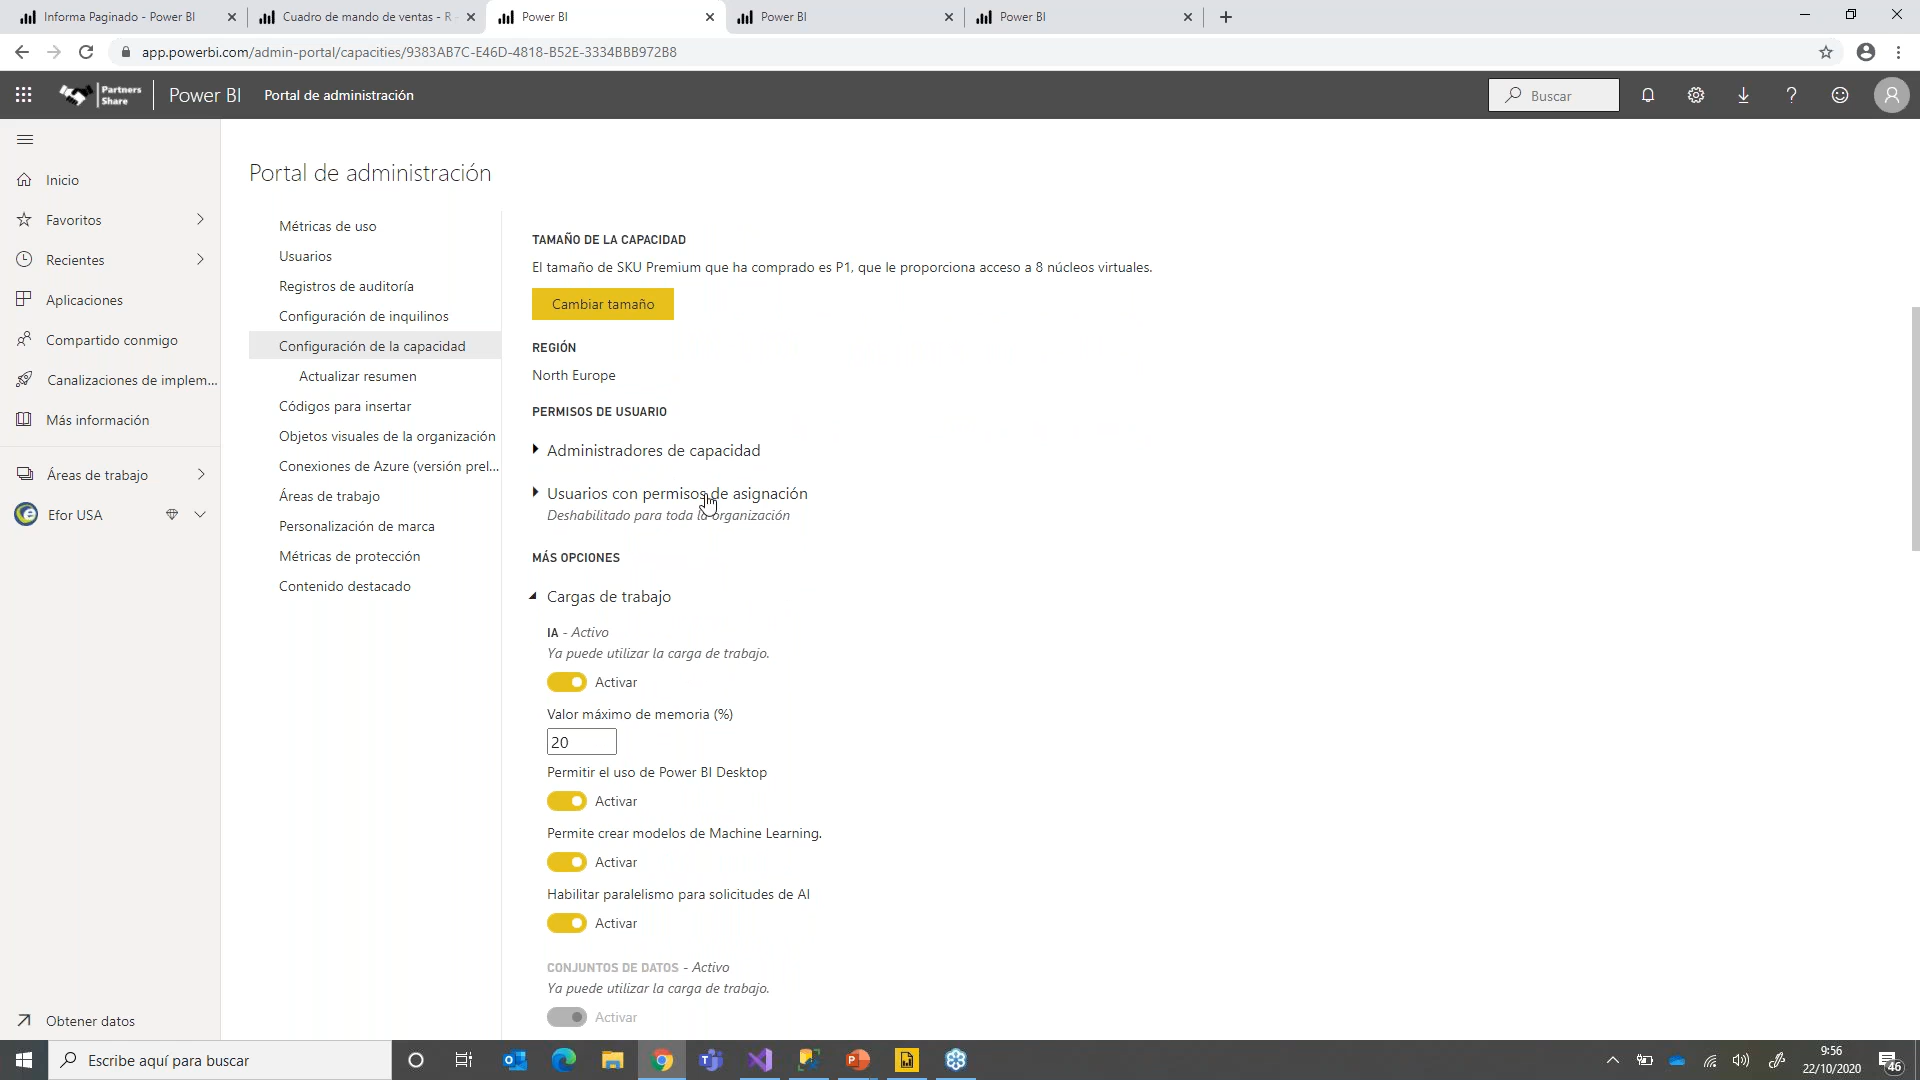 Informa Paginado - Power BI
Cuadro de mando de ventas - R
Power BI
Power BI
Power BI
app.powerbi.com/admin-portal/capacities/9383AB7C-E46D-4818-B52E-3334BBB972B8
Partners Share
Power BI
Portal de administración
Buscar
Inicio
Favoritos
Recientes
Aplicaciones
Compartido conmigo
Canalizaciones de implem...
Más información
Áreas de trabajo
Efor USA
Obtener datos
Portal de administración
Métricas de uso
Usuarios
Registros de auditoría
Configuración de inquilinos
Configuración de la capacidad
Actualizar resumen
Códigos para insertar
Objetos visuales de la organización
Conexiones de Azure (versión prel...
Áreas de trabajo
Personalización de marca
Métricas de protección
Contenido destacado
TAMAÑO DE LA CAPACIDAD
El tamaño de SKU Premium que ha comprado es P1, que le proporciona acceso a 8 núcleos virtuales.
Cambiar tamaño
REGIÓN
North Europe
PERMISOS DE USUARIO
Administradores de capacidad
Usuarios con permisos de asignación
Deshabilitado para toda la organización
MÁS OPCIONES
Cargas de trabajo
IA - Activo
Ya puede utilizar la carga de trabajo.
Activar
Valor máximo de memoria (%)
20
Permitir el uso de Power BI Desktop
Activar
Permite crear modelos de Machine Learning.
Activar
Habilitar paralelismo para solicitudes de AI
Activar
CONJUNTOS DE DATOS - Activo
Ya puede utilizar la carga de trabajo.
Activar
Escribe aquí para buscar
9:56
22/10/2020
46